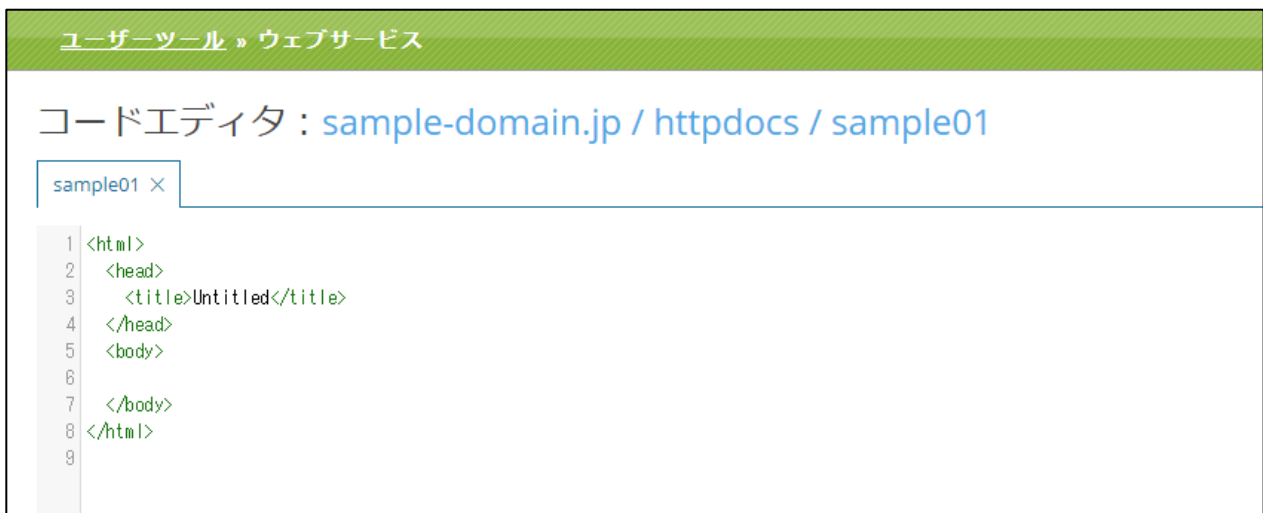 ユーザーツール » ウェブサービス
コードエディタ : sample-domain.jp / httpdocs / sample01
sample01 ×
1 <html>
2   <head>
3     <title>Untitled</title>
4   </head>
5   <body>
6
7   </body>
8 </html>
9